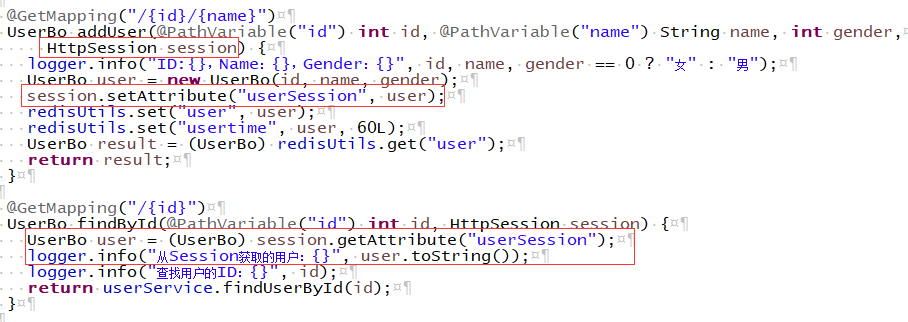 @GetMapping("/{id}/{name}")
UserBo addUser(@PathVariable("id") int id, @PathVariable("name") String name, int gender,
HttpSession session) {
logger.info("ID:{}, Name: {}, Gender: {}", id, name, gender == 0 ? "女" : "男");
UserBo user = new UserBo(id, name, gender);
session.setAttribute("userSession", user);
redisUtils.set("user", user);
redisUtils.set("usertime", user, 60L);
UserBo result = (UserBo) redisUtils.get("user");
return result;
}
@GetMapping("/{id}")
UserBo findById(@PathVariable("id") int id, HttpSession session) {
UserBo user = (UserBo) session.getAttribute("userSession");
logger.info("从Session获取的用户: {}", user.toString());
logger.info("查找用户的ID: {}", id);
return userService.findUserById(id);
}